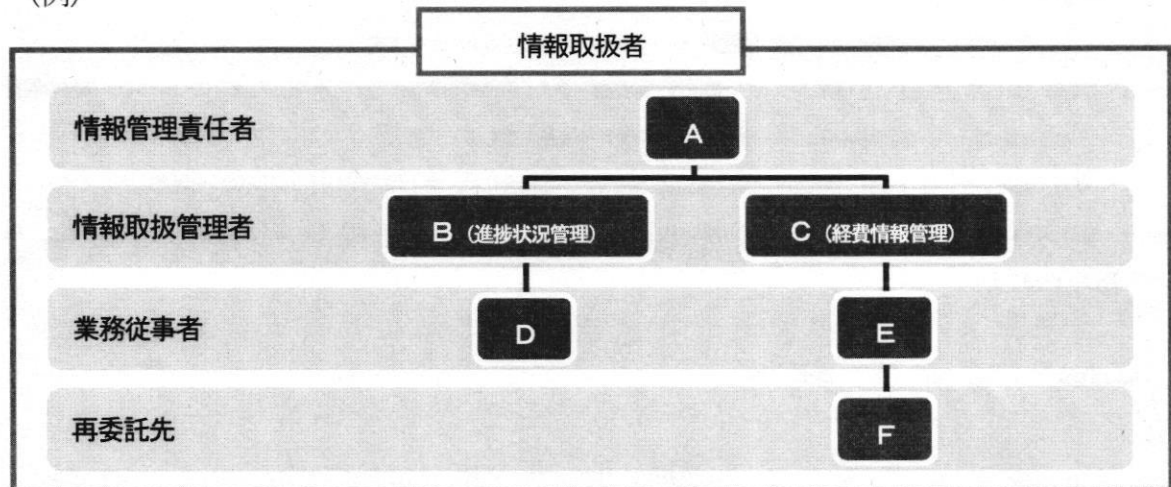 （例）
情報取扱者
情報管理責任者
A
情報取扱管理者
B（進捗状況管理）
C（経費情報管理）
業務従事者
D
E
再委託先
F